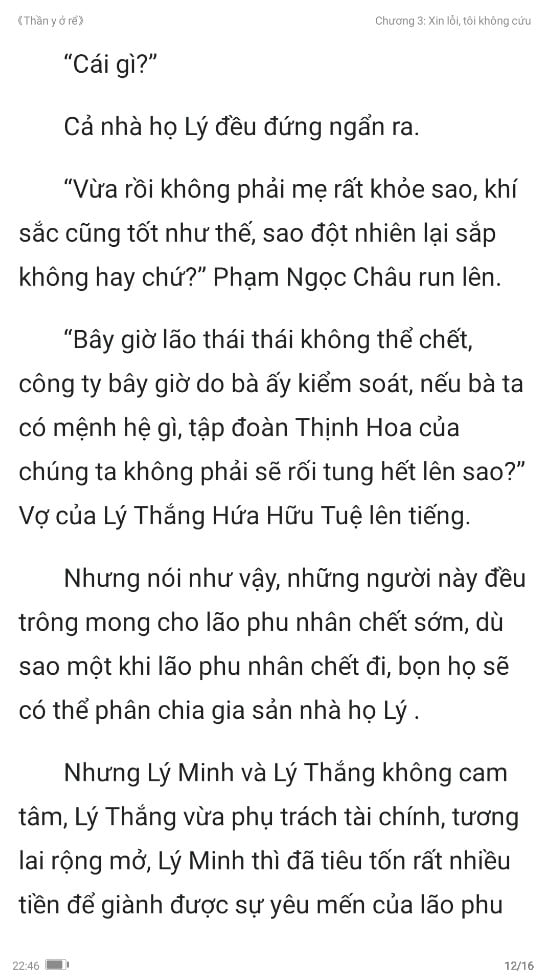 《Thần y ở rể》 Chương 3: Xin lỗi, tôi không cứu
“Cái gì?”
Cả nhà họ Lý đều đứng ngẩn ra.
“Vừa rồi không phải mẹ rất khỏe sao, khí
sắc cũng tốt như thế, sao đột nhiên lại sắp
không hay chứ?” Phạm Ngọc Châu run lên.
“Bây giờ lão thái thái không thể chết,
công ty bây giờ do bà ấy kiểm soát, nếu bà ta
có mệnh hệ gì, tập đoàn Thịnh Hoa của
chúng ta không phải sẽ rối tung hết lên sao?”
Vợ của Lý Thắng Hứa Hữu Tuệ lên tiếng.
Nhưng nói như vậy, những người này đều
trông mong cho lão phu nhân chết sớm, dù
sao một khi lão phu nhân chết đi, bọn họ sẽ
có thể phân chia gia sản nhà họ Lý .
Nhưng Lý Minh và Lý Thắng không cam
tâm, Lý Thắng vừa phụ trách tài chính, tương
lai rộng mở, Lý Minh thì đã tiêu tốn rất nhiều
tiền để giành được sự yêu mến của lão phu
22:46 12/16